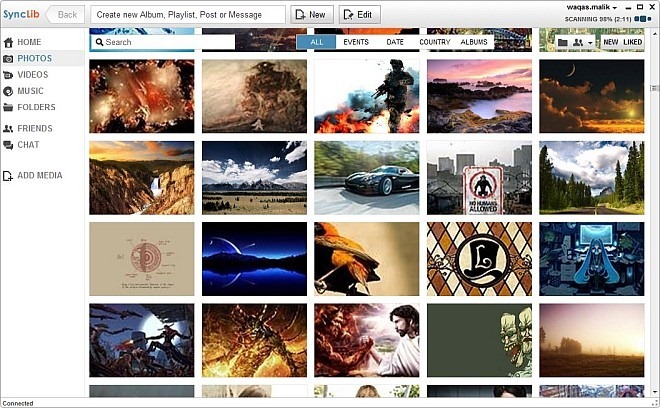 SyncLib
Back
Create new Album, Playlist, Post or Message
New
Edit
waqas.malik
SCANNING 98% (2:11)
HOME
PHOTOS
VIDEOS
MUSIC
FOLDERS
FRIENDS
CHAT
ADD MEDIA
Search
ALL
EVENTS
DATE
COUNTRY
ALBUMS
NEW
LIKED
NO HUMANS
ALLOWED
L
Connected